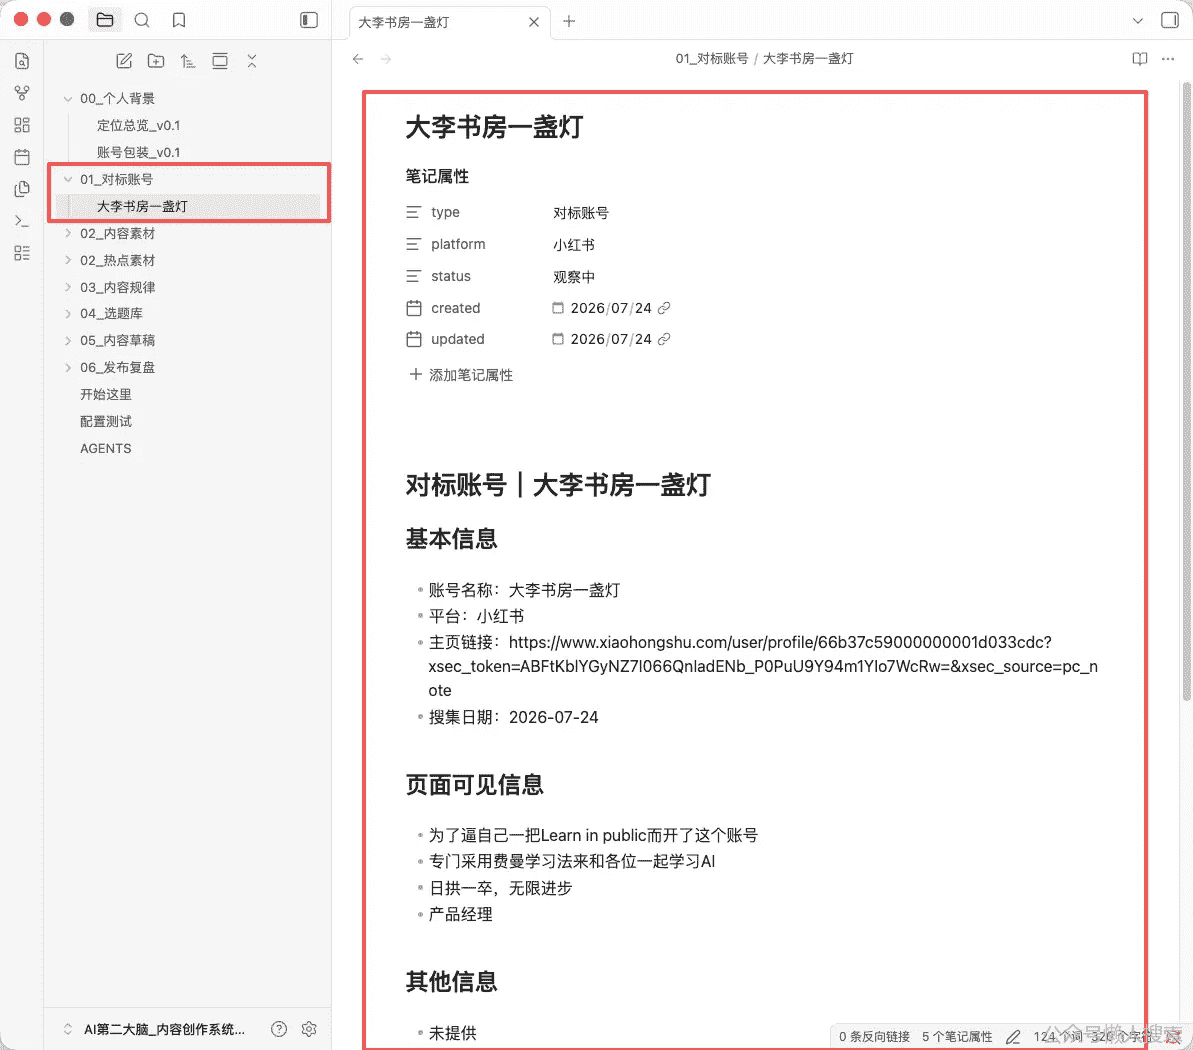 大李书房一盏灯
01_对标账号 / 大李书房一盏灯
00_个人背景
定位总览_v0.1
账号包装_v0.1
01_对标账号
大李书房一盏灯
02_内容素材
02_热点素材
03_内容规律
04_选题库
05_内容草稿
06_发布复盘
开始这里
配置测试
AGENTS
AI第二大脑_内容创作系统...
大李书房一盏灯
笔记属性
type 对标账号
platform 小红书
status 观察中
created 2026/07/24
updated 2026/07/24
添加笔记属性
对标账号｜大李书房一盏灯
基本信息
账号名称：大李书房一盏灯
平台：小红书
主页链接：https://www.xiaohongshu.com/user/profile/66b37c59000000001d033cdc?
xsec_token=ABFtKblYGyNZ7l066QnladENb_P0PuU9Y94m1Ylo7WcRw=&xsec_source=pc_n
ote
搜集日期：2026-07-24
页面可见信息
为了逼自己一把Learn in public而开了这个账号
专门采用费曼学习法来和各位一起学习AI
日拱一卒，无限进步
产品经理
其他信息
未提供
0 条反向链接 5 个笔记属性 124 个词 326 个字符